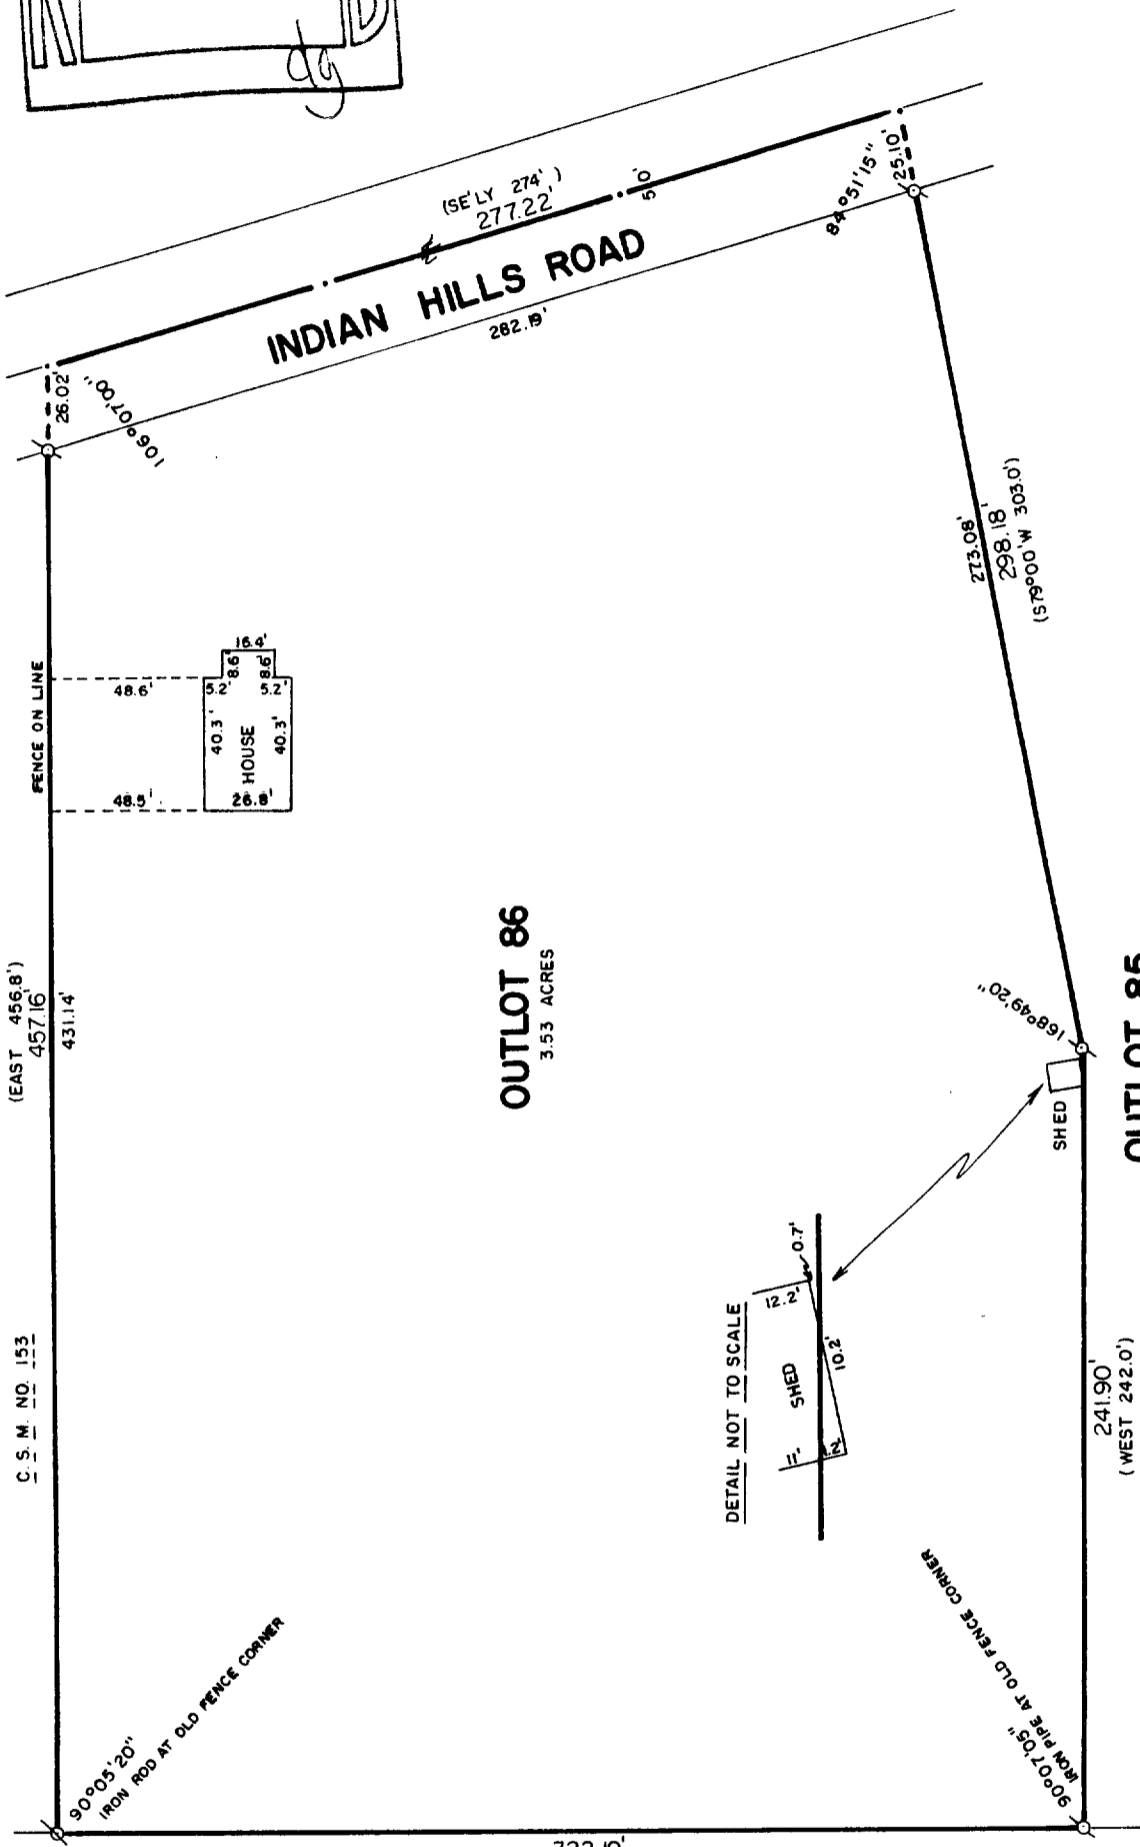 dg
(SE'LY 274')
277.22'
50'
INDIAN HILLS ROAD
282.19'
84°51'15"
25.10'
26.02'
106°07'00"
FENCE ON LINE
48.6'
48.5'
16.4'
8.6'
8.6'
5.2'
5.2'
40.3'
HOUSE
40.3'
26.8'
273.08'
298.18'
(S79°00'W 303.0')
(EAST 456.8')
457.16'
431.14'
OUTLOT 86
3.53 ACRES
168°49'20"
SHED
OUTLOT 85
C.S.M. NO. 153
DETAIL NOT TO SCALE
12.2'
0.7'
SHED
10.2'
11'
1.2'
241.90'
(WEST 242.0')
90°05'20"
IRON ROD AT OLD FENCE CORNER
90°07'05"
IRON PIPE AT OLD FENCE CORNER